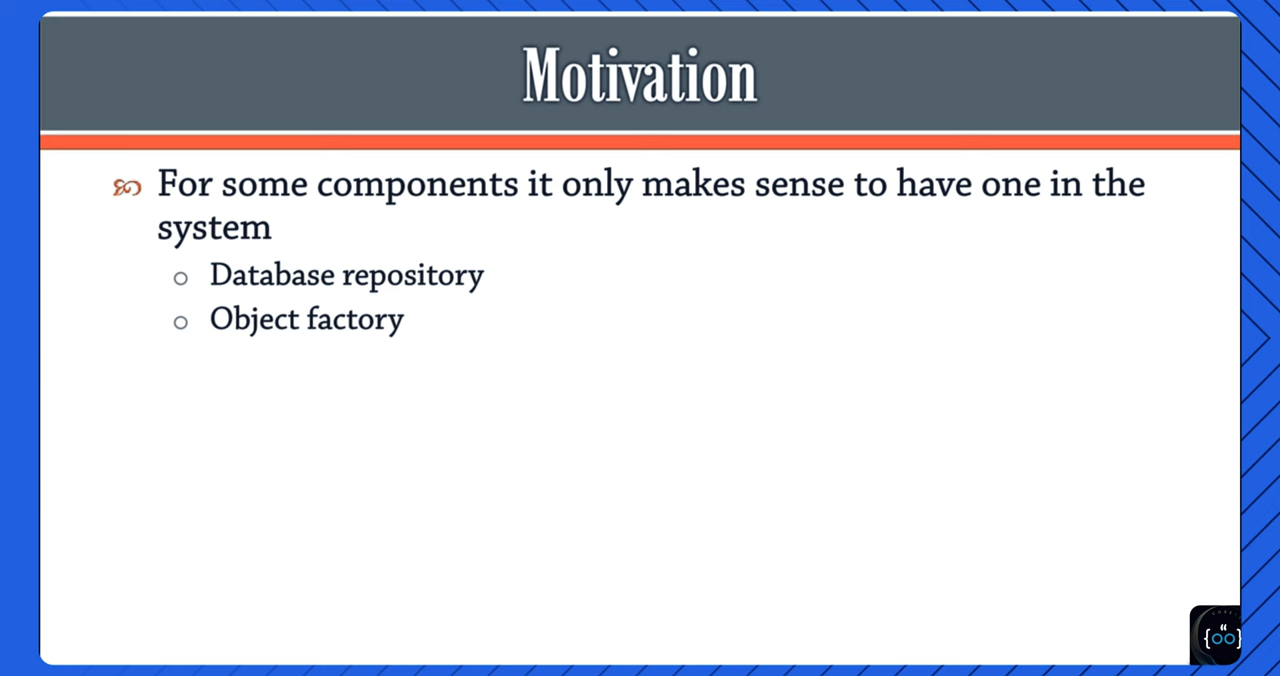 Motivation
For some components it only makes sense to have one in the
system
Database repository
Object factory